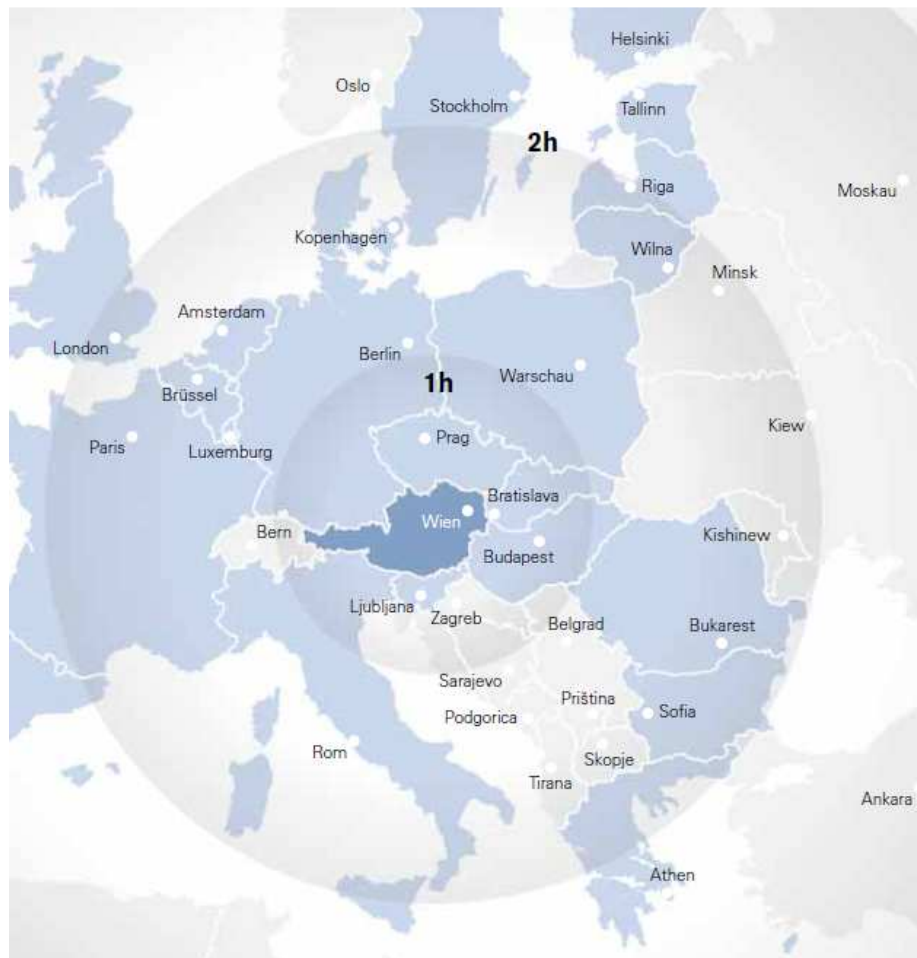 Helsinki
Oslo
Stockholm
Tallinn
2h
Riga
Moskau
Kopenhagen
Wilna
Minsk
Amsterdam
London
Berlin
Warschau
1h
Brüssel
Kiew
Paris
Luxemburg
Prag
Bratislava
Wien
Bern
Kishinew
Budapest
Ljubljana
Zagreb
Belgrad
Bukarest
Sarajevo
Priština
Podgorica
Sofia
Rom
Skopje
Tirana
Ankara
Athen